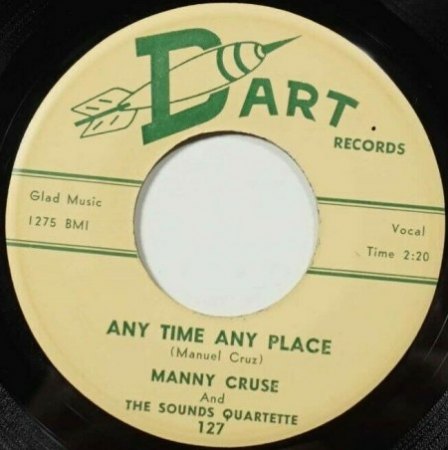 DART
RECORDS
Glad Music
1275 BMI
Vocal
Time 2:20
ANY TIME ANY PLACE
(Manuel Cruz)
MANNY CRUSE
And
THE SOUNDS QUARTETTE
127